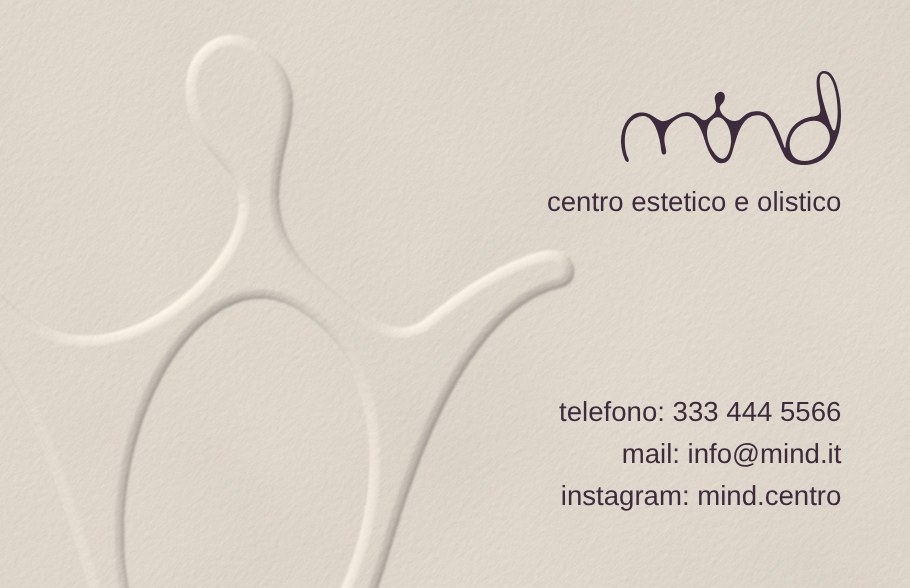 mind
centro estetico e olistico
telefono: 333 444 5566
mail: info@mind.it
instagram: mind.centro